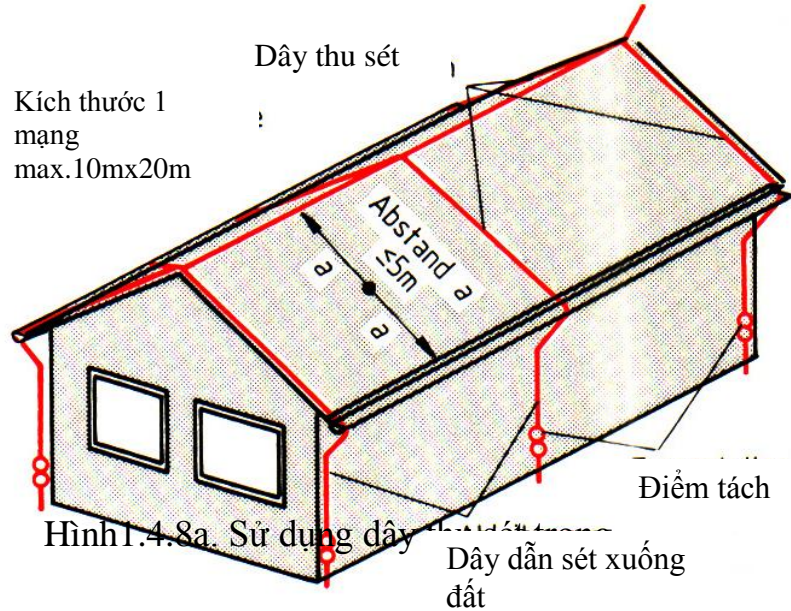 Dây thu sét
Kích thước 1
mạng
max.10mx20m
Abstand a
≤5m
a
a
Điểm tách
Hình1.4.8a. Sử dụng dây
Dây dẫn sét xuống
đất